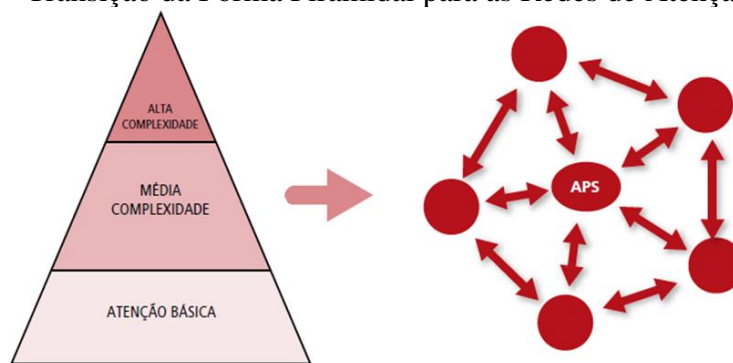 Transição da Forma Piramidal para as Redes de
ALTA
COMPLEXIDADE
MÉDIA
COMPLEXIDADE
ATENÇÃO BÁSICA
APS